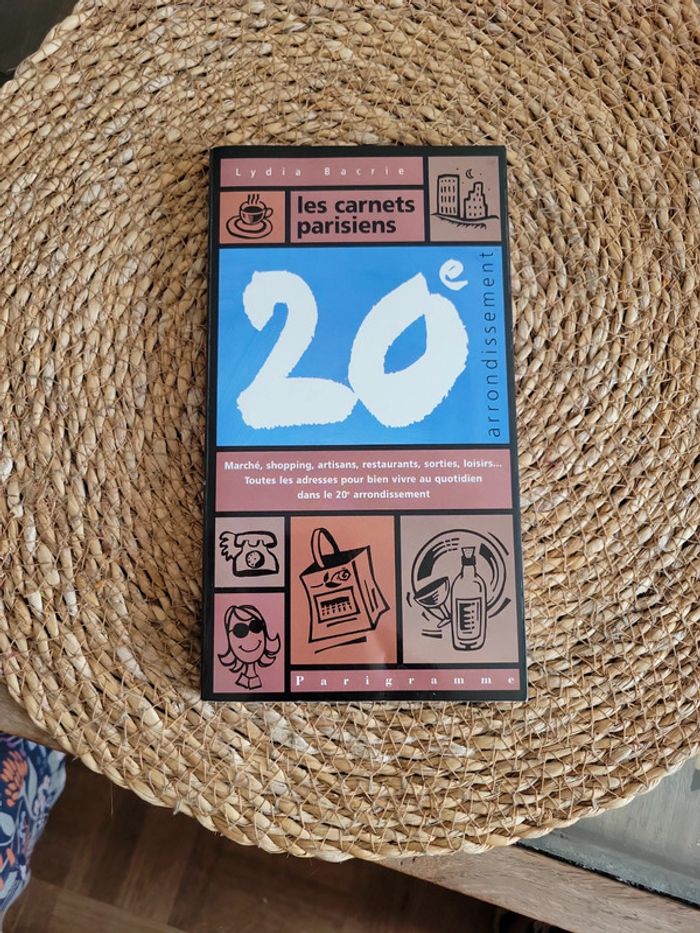 Lydia Bacrie
les carnets
parisiens
20e
arrondissement
Marché, shopping, artisans, restaurants, sorties, loisirs...
Toutes les adresses pour bien vivre au quotidien
dans le 20e arrondissement
Parigramme